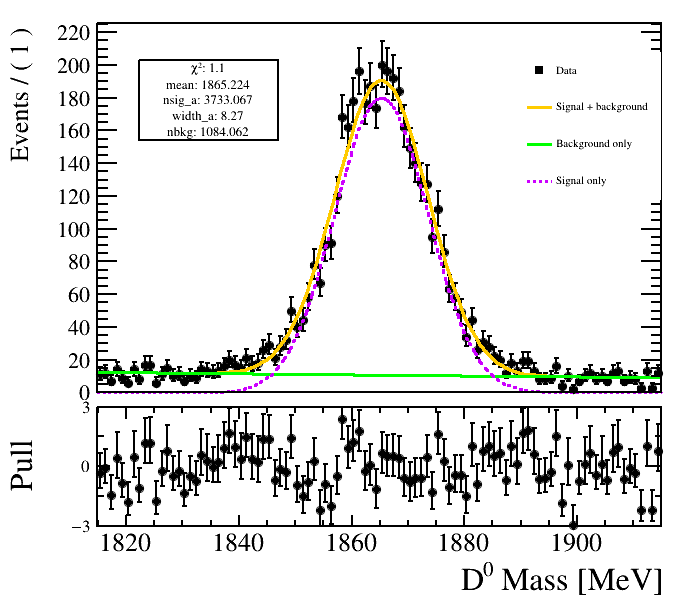 Events / ( 1 )
220
200
180
160
140
120
100
80
60
40
20
0
χ²: 1.1
mean: 1865.224
nsig_a: 3733.067
width_a: 8.27
nbkg: 1084.062
Data
Signal + background
Background only
Signal only
Pull
3
0
−3
1820 1840 1860 1880 1900
D⁰ Mass [MeV]